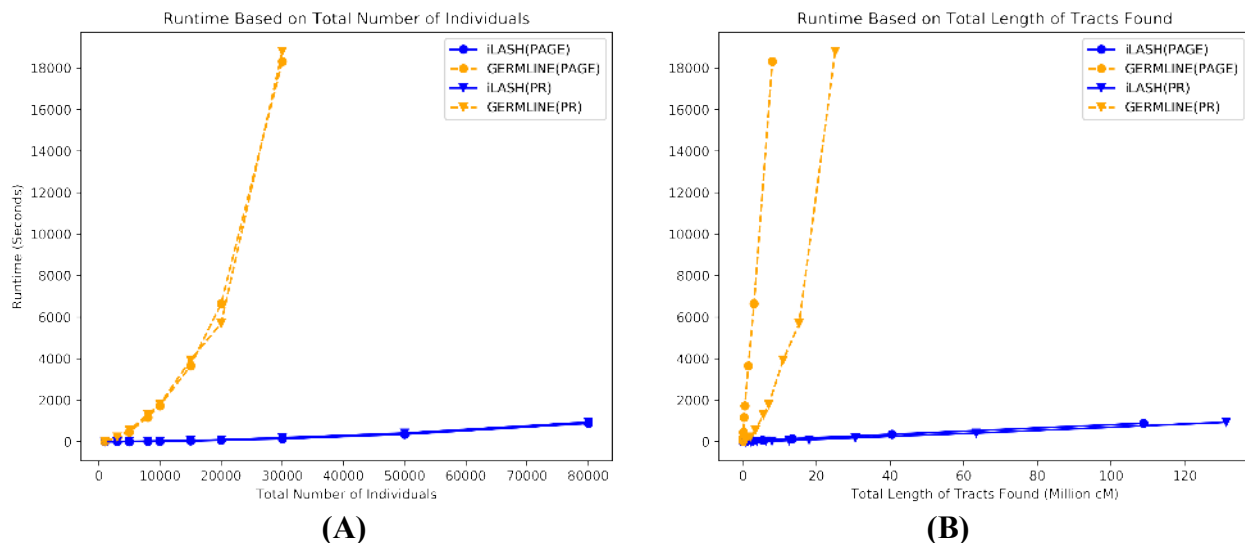 Runtime Based on Total Number of Individuals
iLASH(PAGE)
GERMLINE(PAGE)
iLASH(PR)
GERMLINE(PR)
18000
16000
14000
12000
10000
8000
6000
4000
2000
0
Runtime (Seconds)
0 10000 20000 30000 40000 50000 60000 70000 80000
Total Number of Individuals
(A)
Runtime Based on Total Length of Tracts Found
iLASH(PAGE)
GERMLINE(PAGE)
iLASH(PR)
GERMLINE(PR)
18000
16000
14000
12000
10000
8000
6000
4000
2000
0
0 20 40 60 80 100 120
Total Length of Tracts Found (Million cM)
(B)